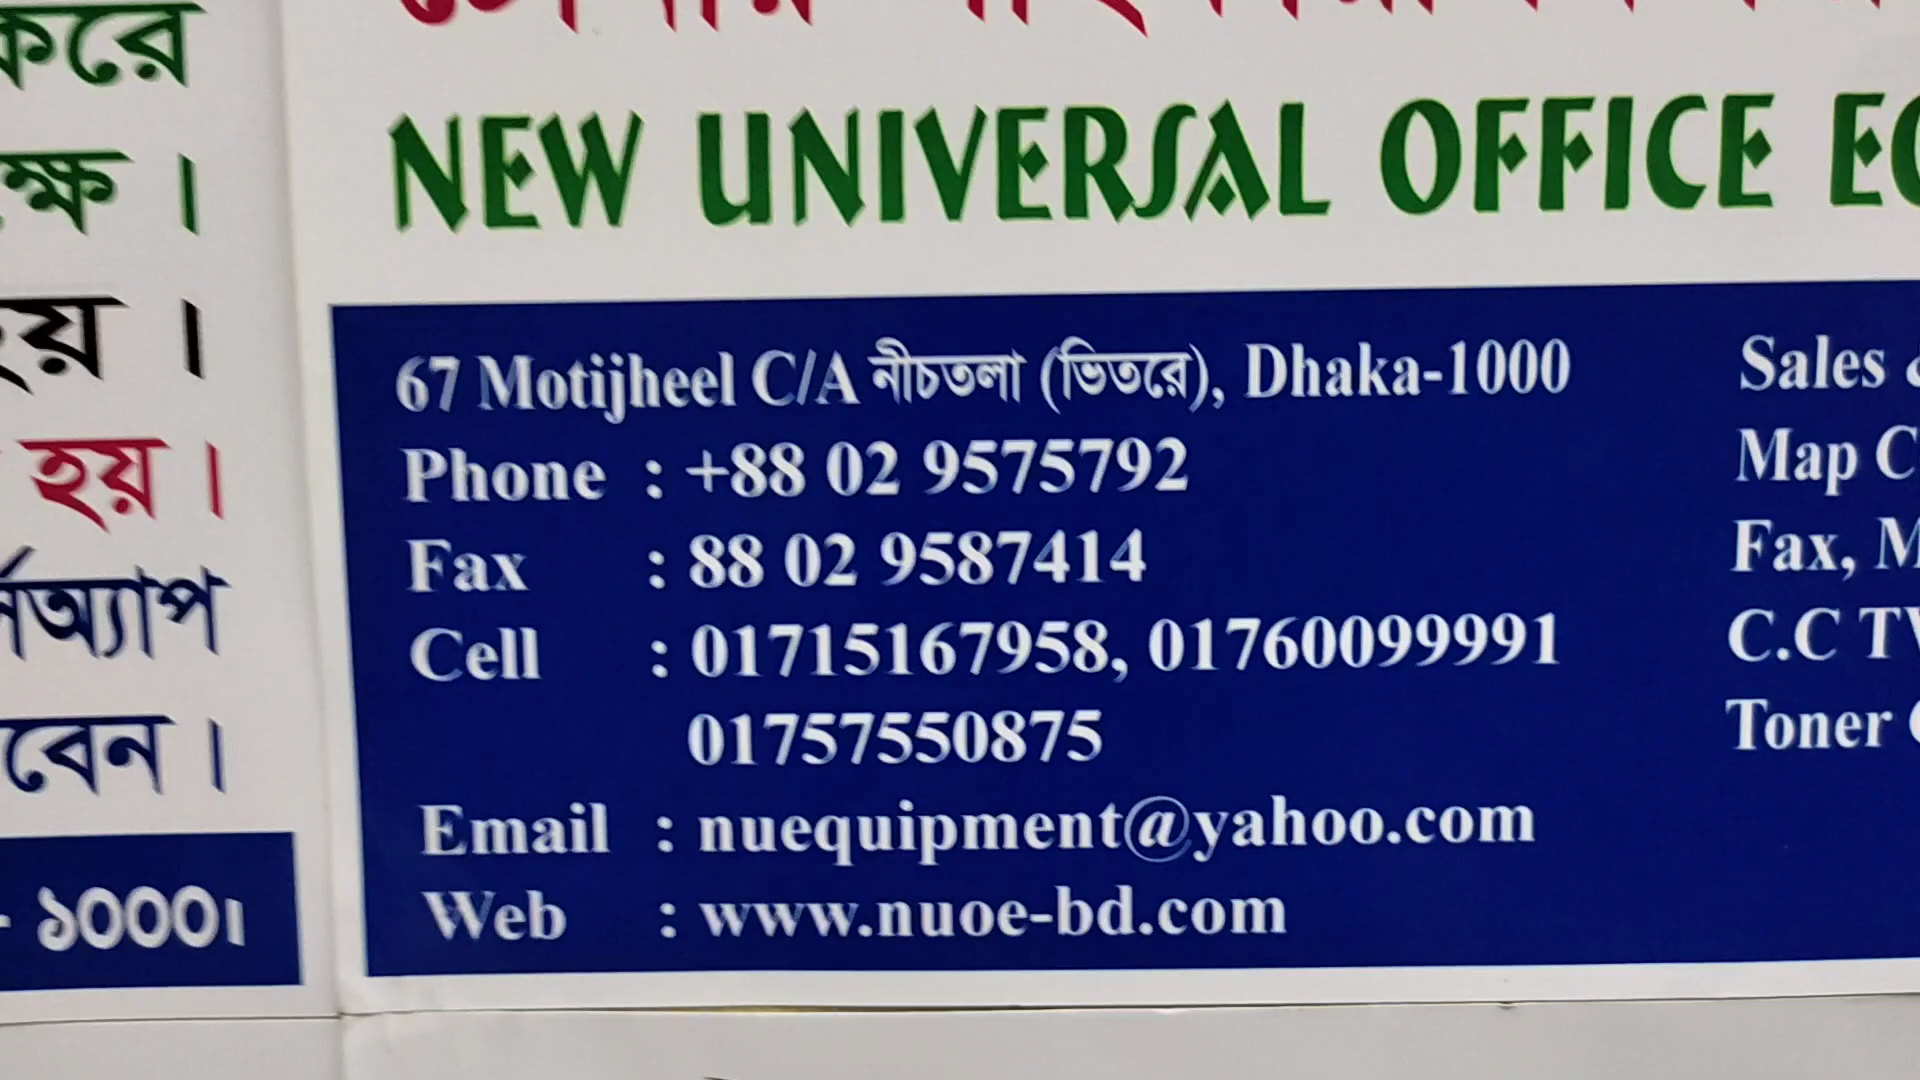 করে
NEW UNIVERSAL OFFICE
।
67 Motijheel C/A নীচতলা (ভিতরে), Dhaka-1000
Sales
।
Phone : +88 02 9575792
Map
হয়।
Fax : 88 02 9587414
Fax,
Cell : 01715167958, 01760099991
C.C
01757550875
Toner
।
Email : nuequipment@yahoo.com
Web : www.nuoe-bd.com
- ১০০০।